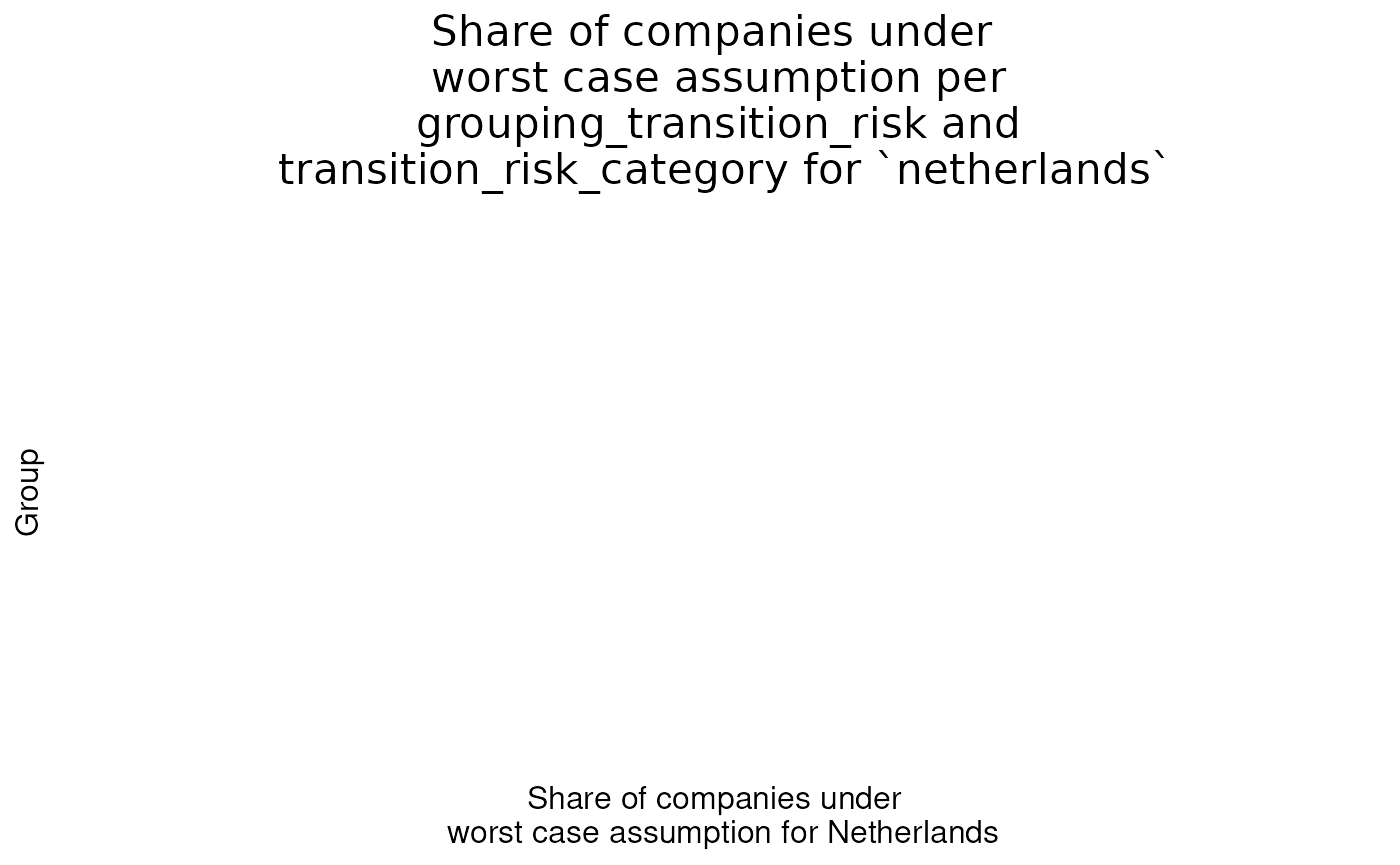 Share of companies under
worst case assumption per
grouping_transition_risk and
transition_risk_category for `netherlands`
Group
Share of companies under
worst case assumption for Netherlands